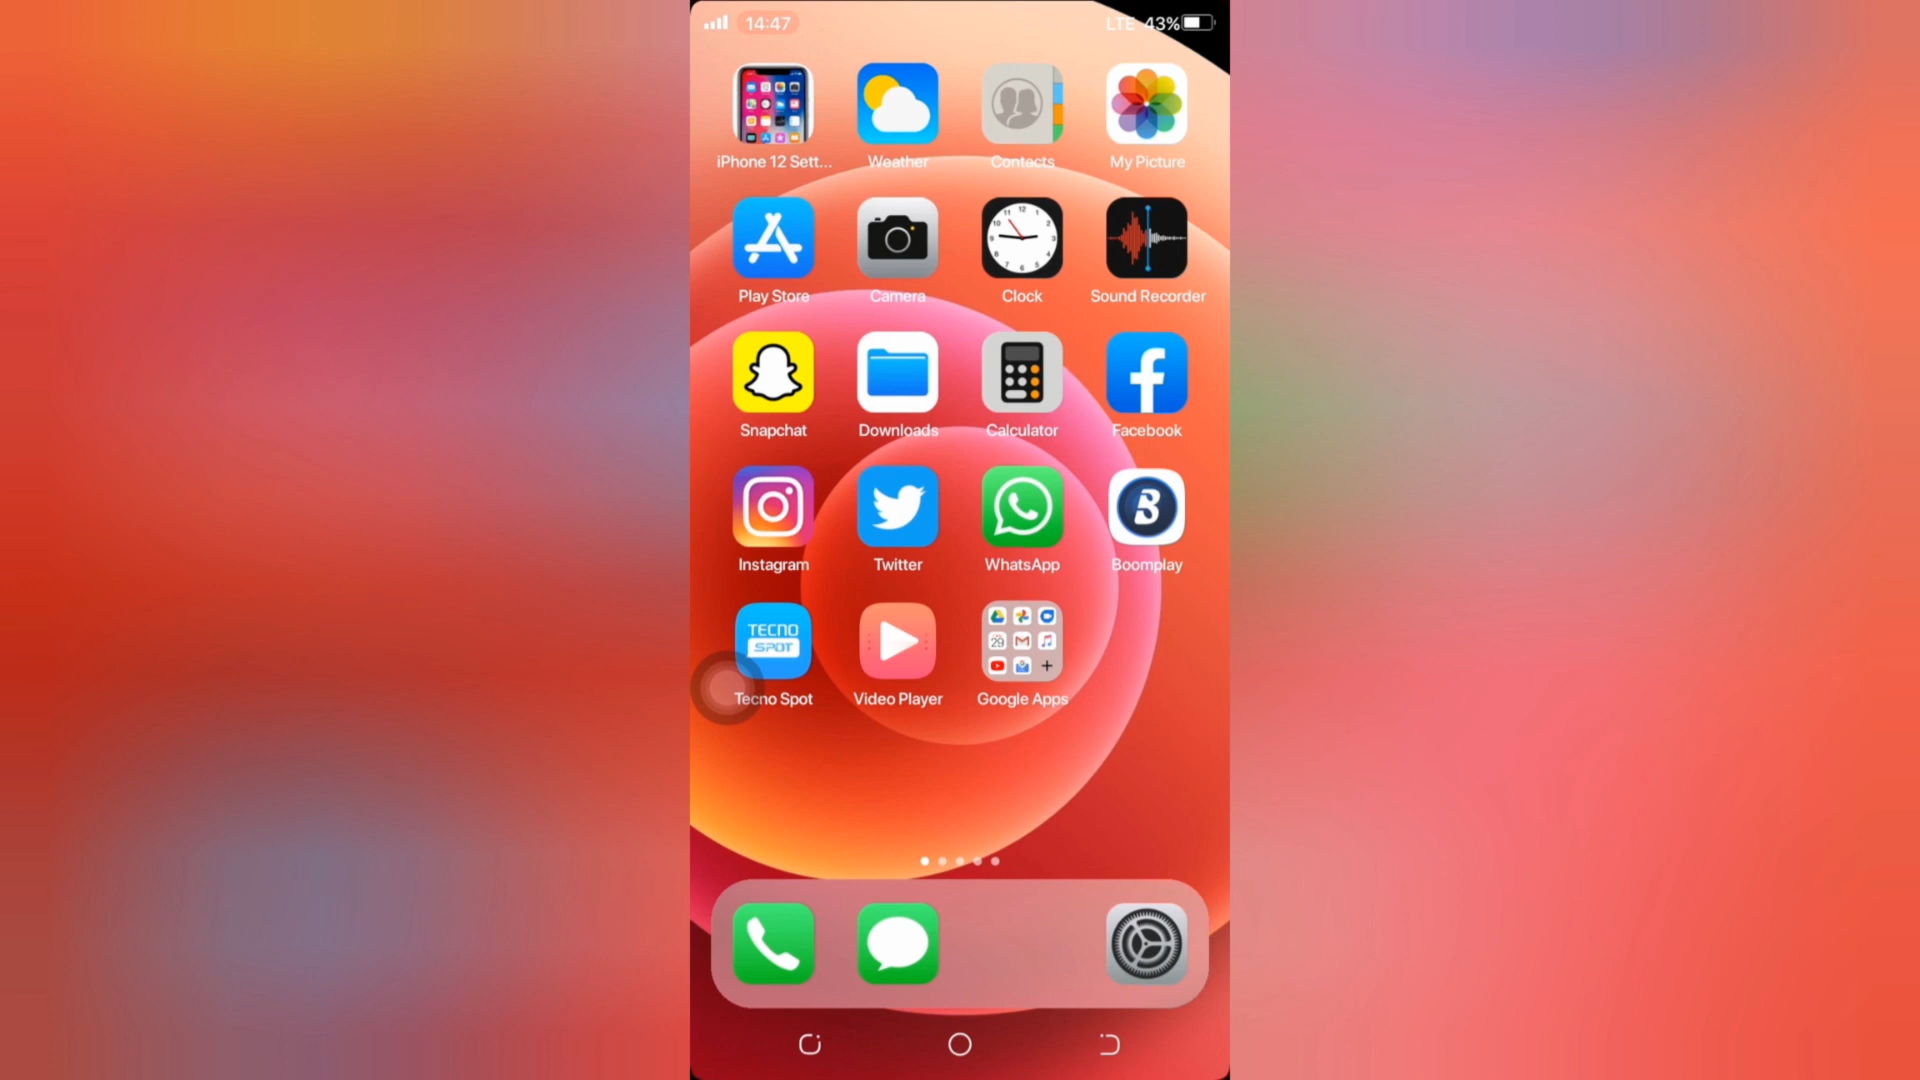 14:47 LTE 43%
iPhone 12 Sett... Weather Contacts My Picture
Play Store Camera Clock Sound Recorder
Snapchat Downloads Calculator Facebook
Instagram Twitter WhatsApp Boomplay
TECNO
SPOT
29
Tecno Spot Video Player Google Apps